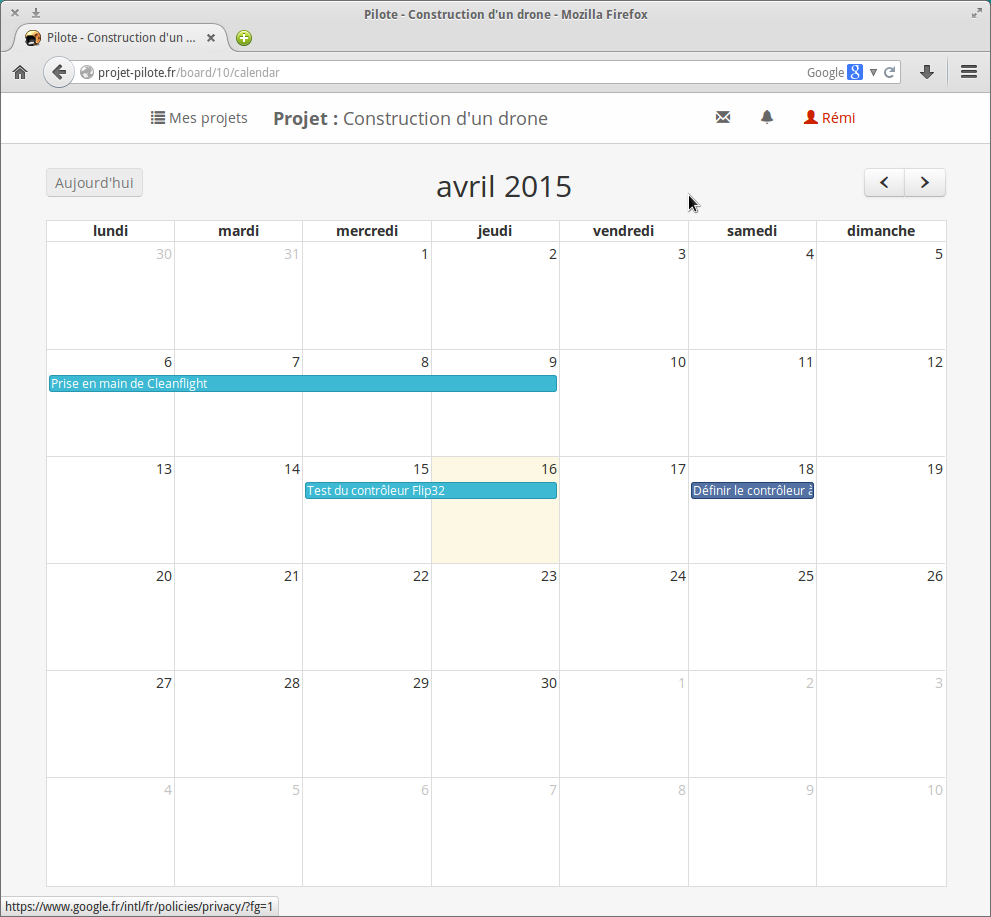 Pilote - Construction d'un drone - Mozilla Firefox
Pilote - Construction d'un ...
projet-pilote.fr/board/10/calendar Google 8
Mes projets Projet : Construction d'un drone Rémi
Aujourd'hui avril 2015
lundi mardi mercredi jeudi vendredi samedi dimanche
30 31 1 2 3 4 5
6 7 8 9 10 11 12
Prise en main de Cleanflight
13 14 15 16 17 18 19
Test du contrôleur Flip32 Définir le contrôleur à
20 21 22 23 24 25 26
27 28 29 30 1 2 3
4 5 6 7 8 9 10
https://www.google.fr/intl/fr/policies/privacy/?fg=1